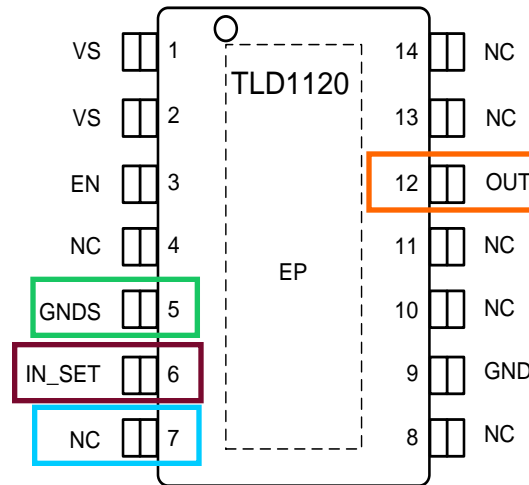 VS 1 14 NC
TLD1120
VS 2 13 NC
EN 3 12 OUT
NC 4 11 NC
EP
GNDS 5 10 NC
IN_SET 6 9 GND
NC 7 8 NC